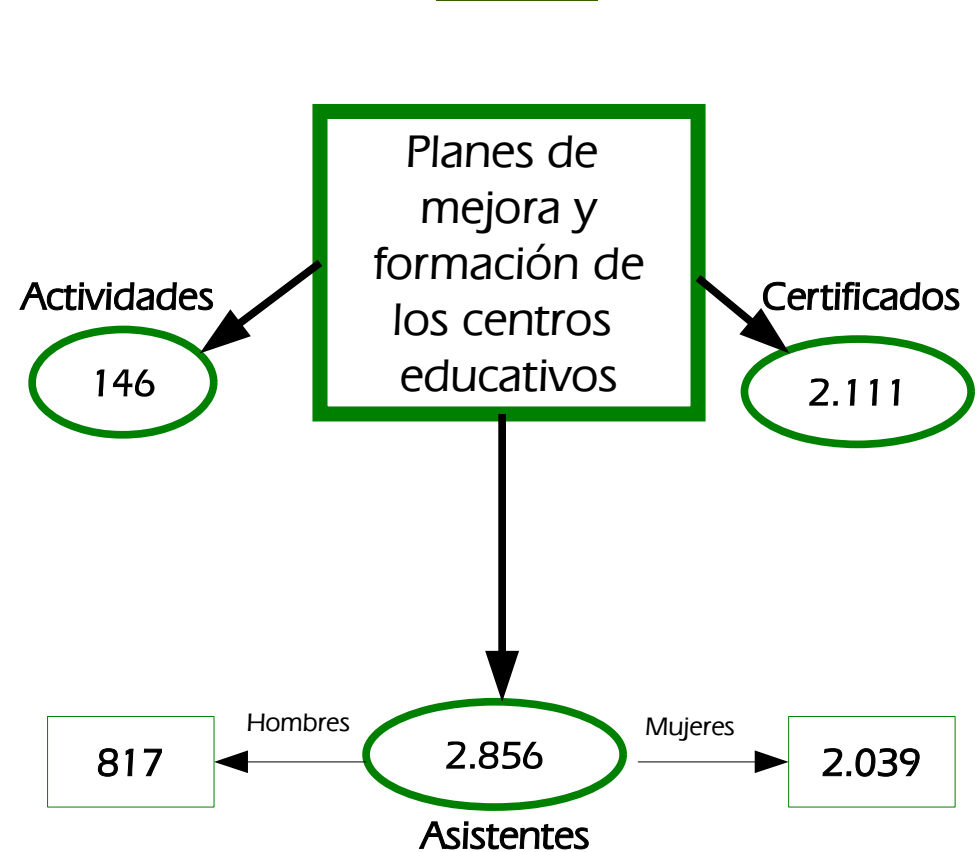 Planes de
mejora y
formación de
los centros
educativos
Actividades
146
Certificados
2.111
Hombres
817
2.856
Asistentes
Mujeres
2.039